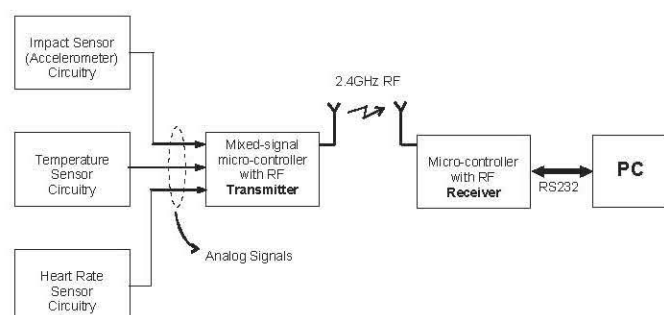 Impact Sensor
(Accelerometer)
Circuitry
2.4GHz RF
Temperature
Sensor
Circuitry
Mixed-signal
micro-controller
with RF
Transmitter
Micro-controller
with RF
Receiver
RS232
PC
Analog Signals
Heart Rate
Sensor
Circuitry